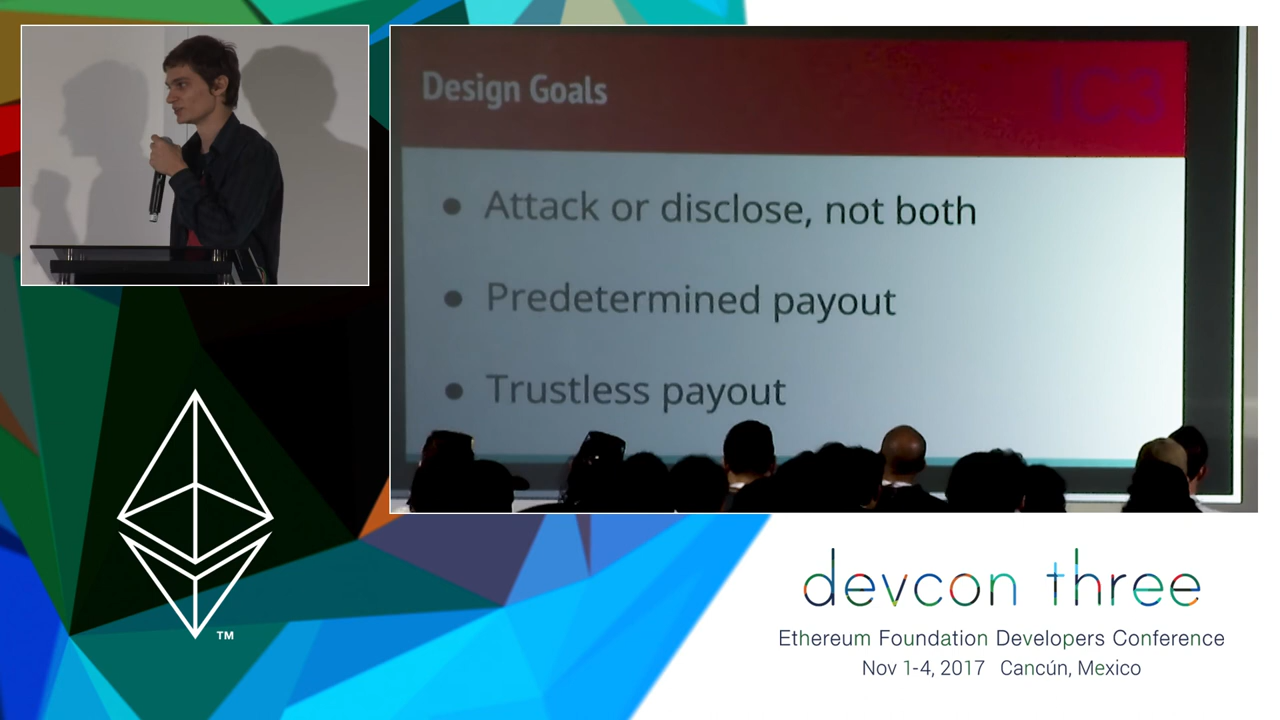 Design Goals
IC3
● Attack or disclose, not both
● Predetermined payout
● Trustless payout
TM
devcon three
Ethereum Foundation Developers Conference
Nov 1-4, 2017 Cancún, Mexico